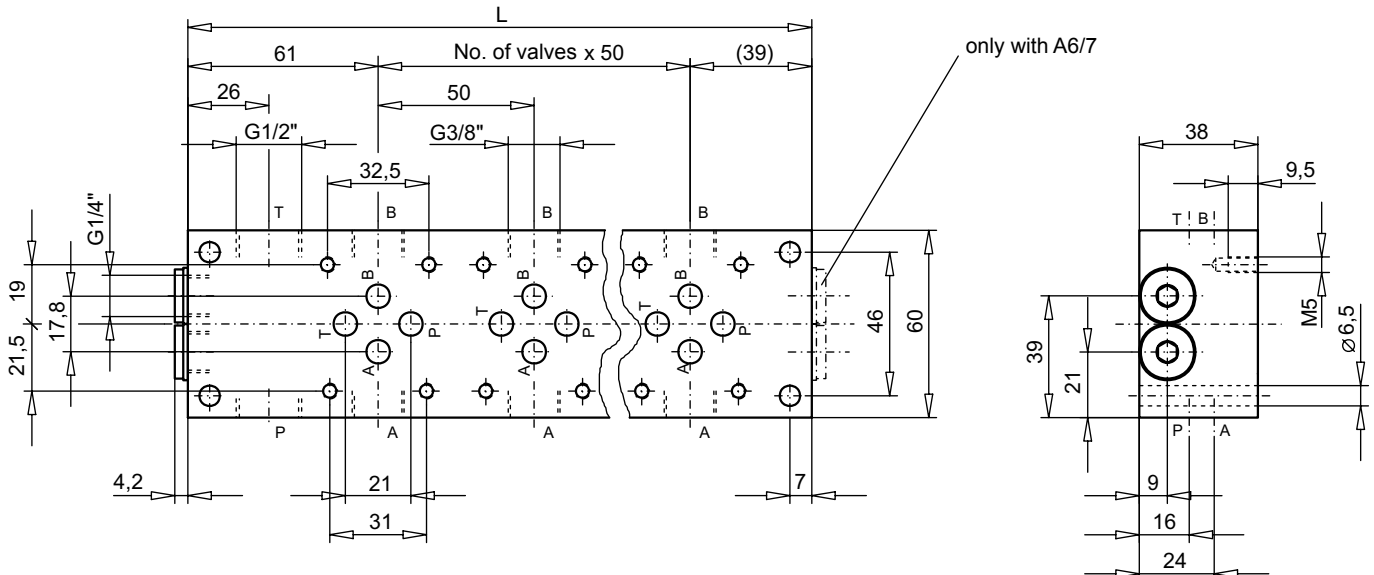 L
61
No. of valves x 50
(39)
only with A6/7
26
50
G1/2"
G3/8"
38
32,5
9,5
G1/4"
T
B
B
B
T B
19
17,8
21,5
B
B
B
T
P
T
P
T
P
A
A
A
46
60
39
21
M5
Ø6,5
P
A
A
A
P
A
4,2
21
7
9
31
16
24